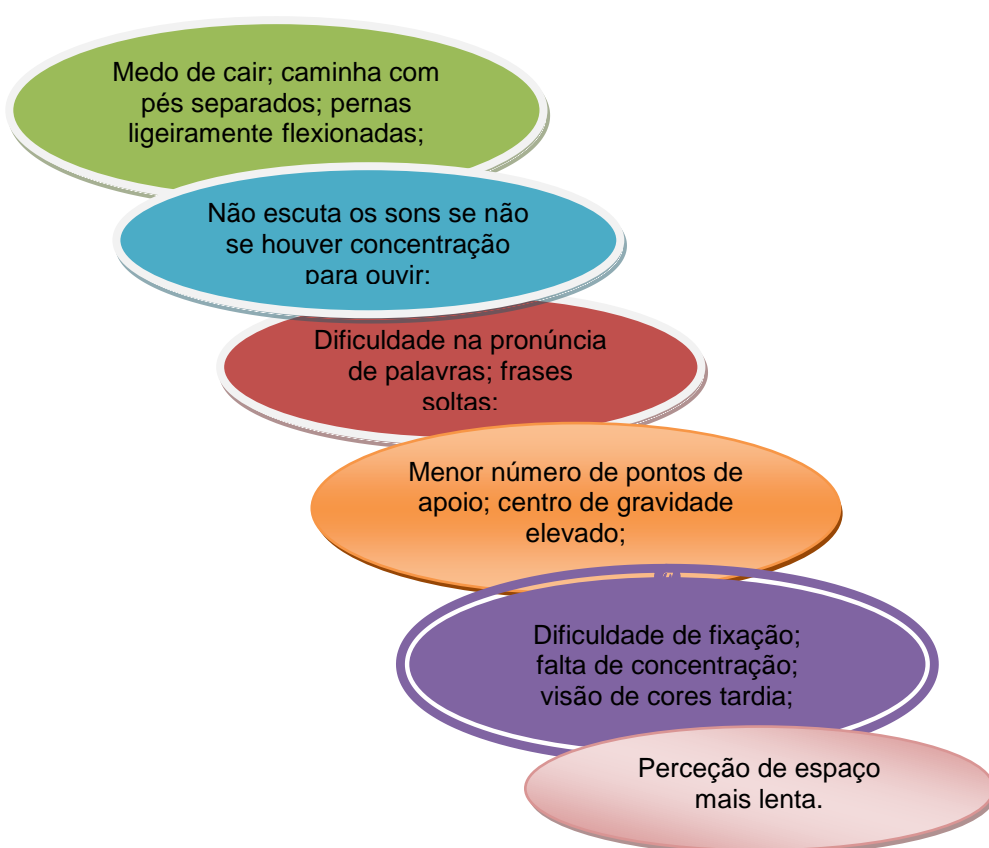 Medo de cair; caminha com
pés separados; pernas
ligeiramente flexionadas;
Não escuta os sons se não
se houver concentração
para ouvir;
Dificuldade na pronúncia
de palavras; frases
soltas;
Menor número de pontos de
apoio; centro de gravidade
elevado;
Dificuldade de fixação;
falta de concentração;
visão de cores tardia;
Perceção de espaço
mais lenta.